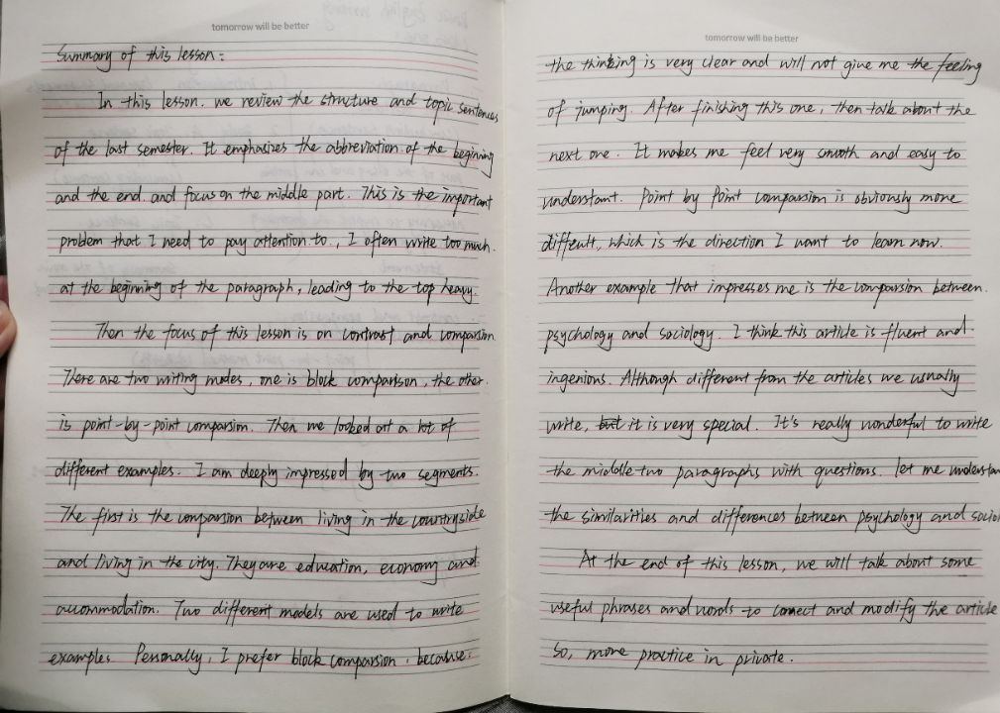 tomorrow will be better
Summary of this lesson:
In this lesson. we review the structure and topic sentences
of the last semester. It emphasizes the abbreviation of the beginning
and the end. and focus on the middle part. This is the important
problem that I need to pay attention to., I often write too much.
at the beginning of the paragraph, leading to the top heavy.
Then the focus of this lesson is on contrast and comparsion.
There are two writing modes, one is block comparison, the other.
is point-by-point comparsion. Then we looked at a lot of
different examples. I am deeply impressed by two segments.
The first is the comparsion between living in the countryside
and living in the city. They are education, economy and
accommodation. Two different models are used to write
examples. Personally, I prefer block comparsion, because.
tomorrow will be better
the thinking is very clear and will not give me the feeling
of jumping. After finishing this one, then talk about the
next one. It makes me feel very smooth and easy to
understant. Point by Point comparsion is obviously more
difficult, which is the direction I want to learn now.
Another example that impresses me is the comparsion between.
psychology and sociology. I think this article is fluent and.
ingenions. Although different from the articles we usually
write, but it is very special. It's really wonderful to write
the middle two paragraphs with questions. let me understan
the similarities and differences between psychology and sociol
At the end of this lesson, we will talk about some
useful phrases and words to connect and modify the article
So, more practice in private.